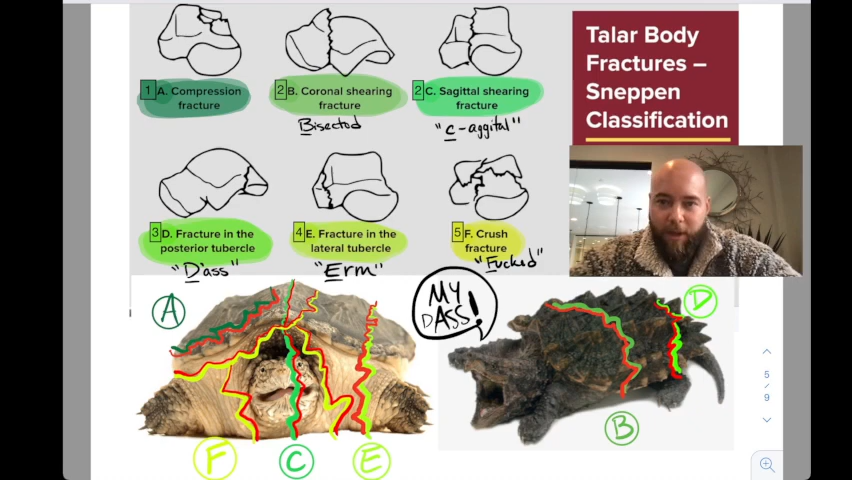 Talar Body
Fractures –
Sneppen
Classification
1 A. Compression
fracture
2 B. Coronal shearing
fracture
Bisected
2 C. Sagittal shearing
fracture
"c-aggital"
3 D. Fracture in the
posterior tubercle
"D'ass"
4 E. Fracture in the
lateral tubercle
"Erm"
5 F. Crush
fracture
"Fucked"
A
MY
DASS!
D
F
C
E
B
5
/
9